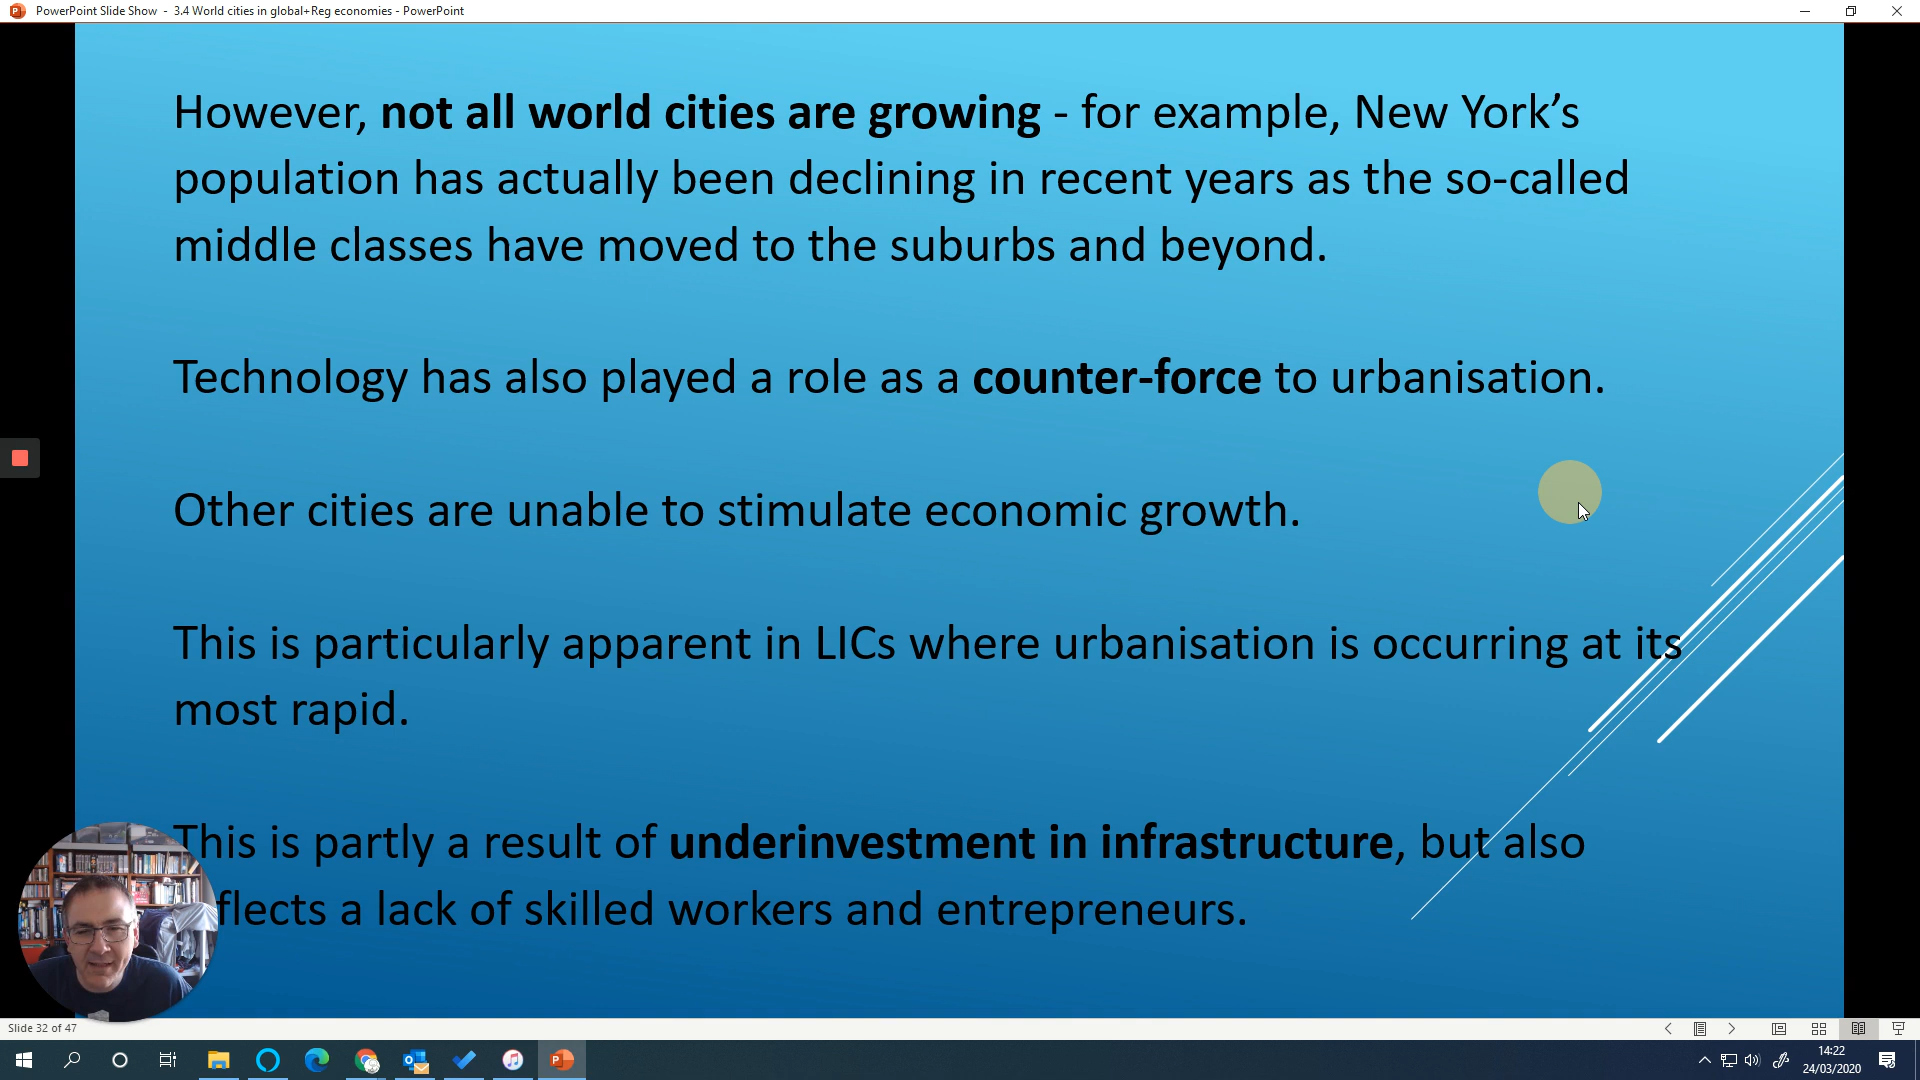 PowerPoint Slide Show - 3.4 World cities in global+Reg economies - PowerPoint
However, not all world cities are growing - for example, New York’s
population has actually been declining in recent years as the so-called
middle classes have moved to the suburbs and beyond.
Technology has also played a role as a counter-force to urbanisation.
Other cities are unable to stimulate economic growth.
This is particularly apparent in LICs where urbanisation is occurring at its
most rapid.
This is partly a result of underinvestment in infrastructure, but also
flects a lack of skilled workers and entrepreneurs.
Slide 32 of 47
14:22
24/03/2020